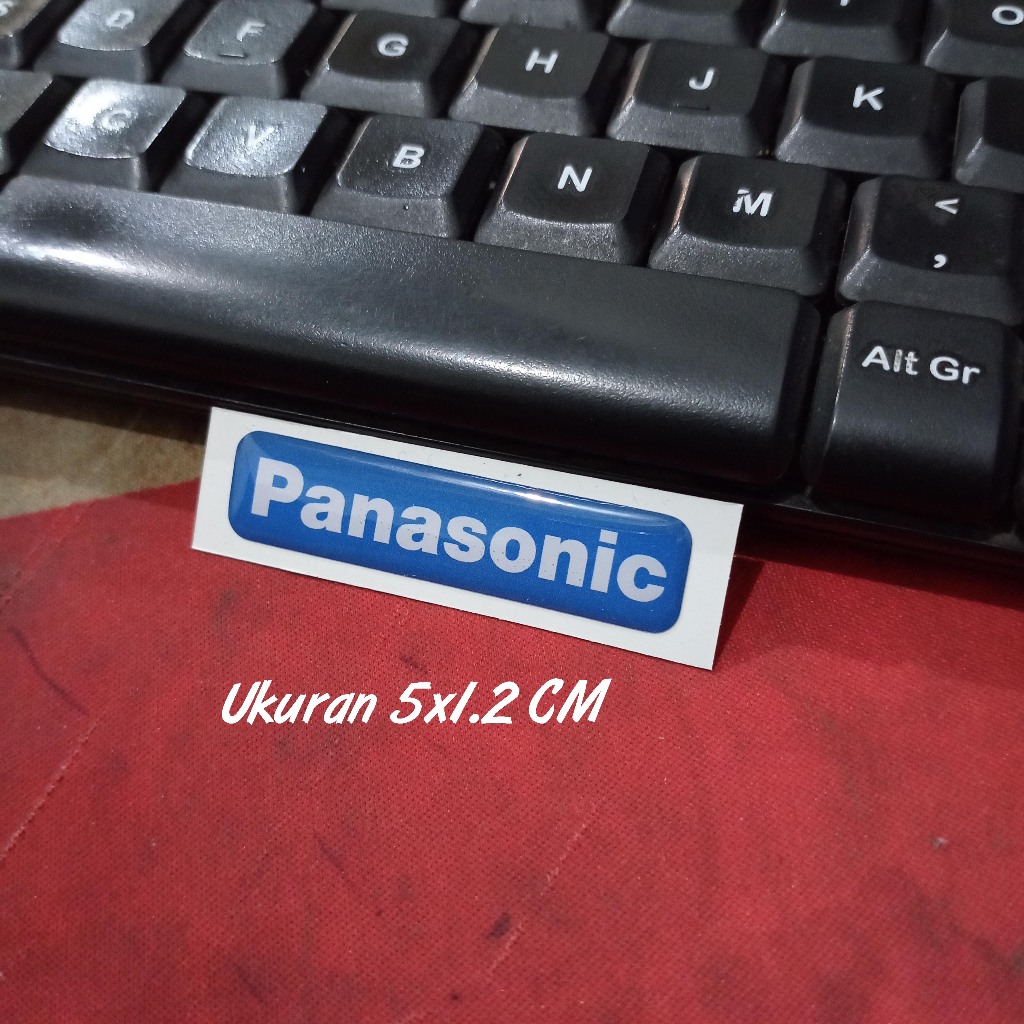 O
D F G H J K
C V B N M <
,
Alt Gr
Panasonic
Ukuran 5x1.2 CM